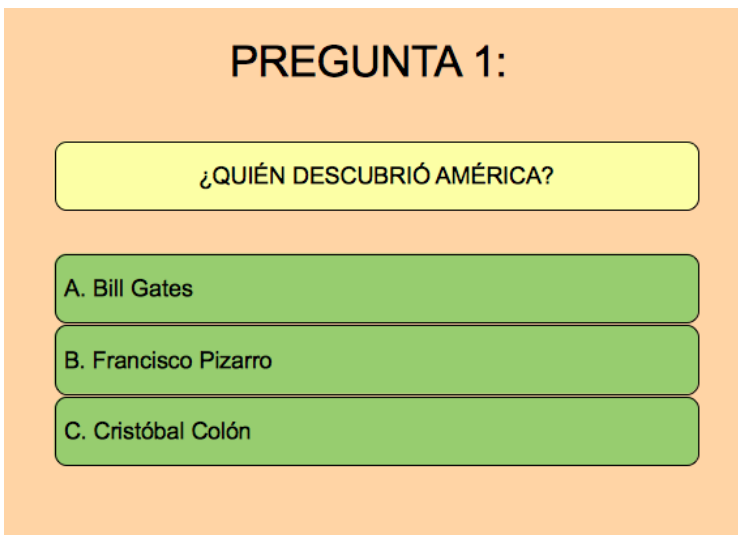 PREGUNTA 1:
¿QUIÉN DESCUBRIÓ AMÉRICA?
A. Bill Gates
B. Francisco Pizarro
C. Cristóbal Colón